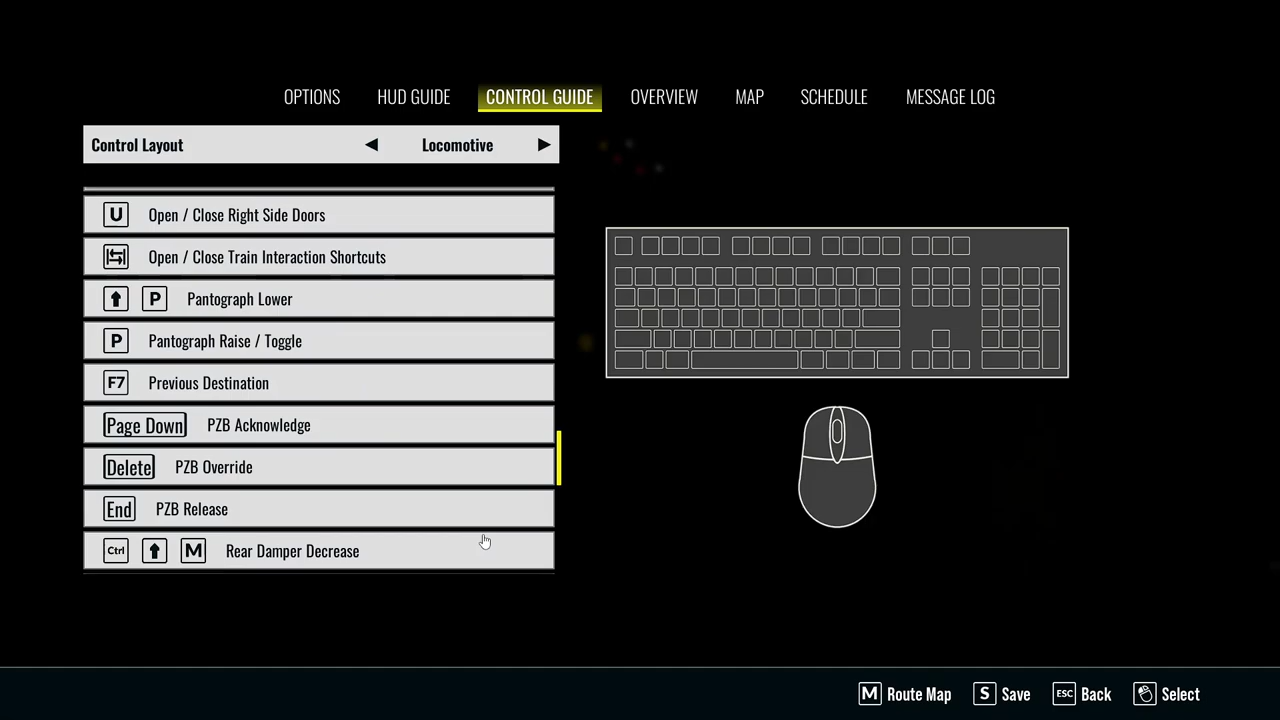 OPTIONS HUD GUIDE CONTROL GUIDE OVERVIEW MAP SCHEDULE MESSAGE LOG
Control Layout Locomotive
U Open / Close Right Side Doors
Open / Close Train Interaction Shortcuts
P Pantograph Lower
P Pantograph Raise / Toggle
F7 Previous Destination
Page Down PZB Acknowledge
Delete PZB Override
End PZB Release
Ctrl M Rear Damper Decrease
M Route Map S Save ESC Back Select